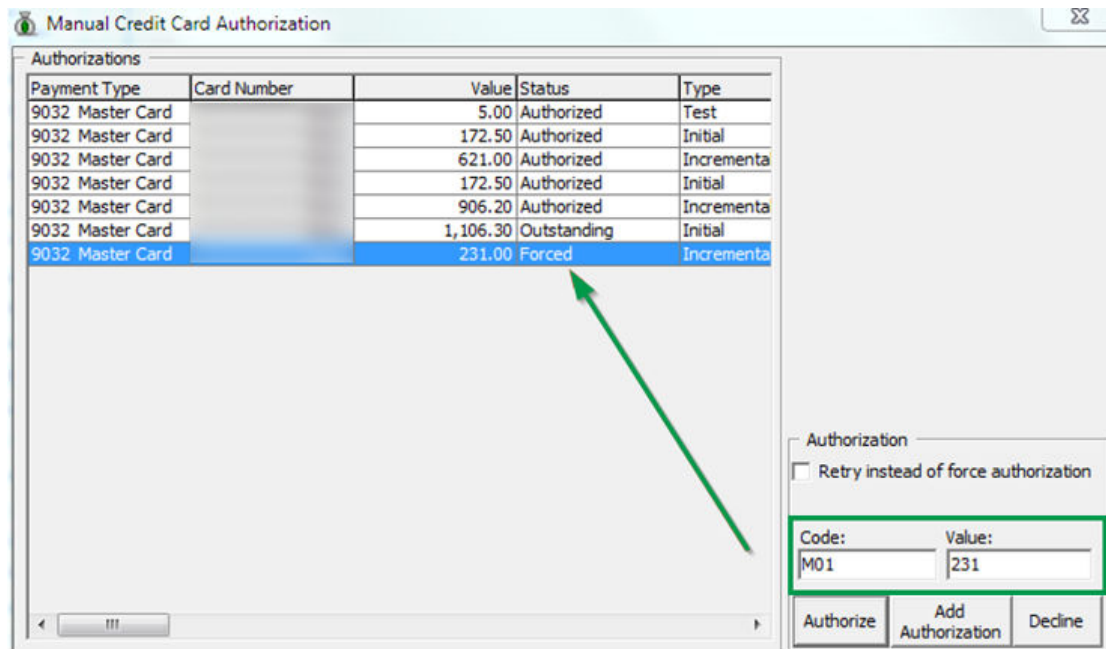 Manual Credit Card Authorization
Authorizations
Payment Type Card Number Value Status Type
9032 Master Card 5.00 Authorized Test
9032 Master Card 172.50 Authorized Initial
9032 Master Card 621.00 Authorized Incrementa
9032 Master Card 172.50 Authorized Initial
9032 Master Card 906.20 Authorized Incrementa
9032 Master Card 1,106.30 Outstanding Initial
9032 Master Card 231.00 Forced Incrementa
Authorization
Retry instead of force authorization
Code: Value:
M01 231
Authorize Add Authorization Decline